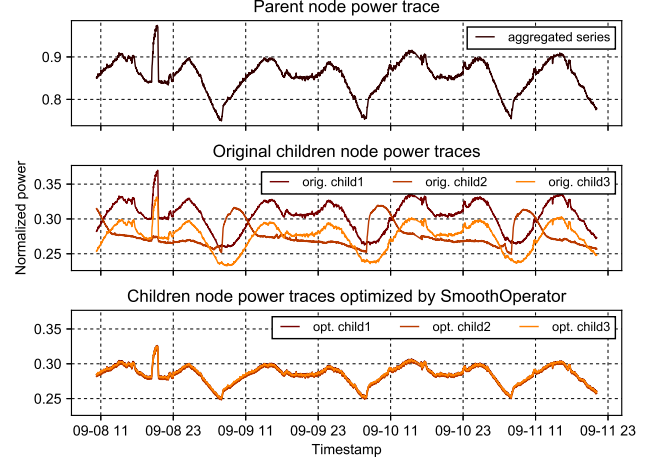 Parent node power trace
aggregated series
0.9
0.8
Original children node power traces
orig. child1 orig. child2 orig. child3
0.35
0.30
0.25
Normalized power
Children node power traces optimized by SmoothOperator
opt. child1 opt. child2 opt. child3
0.35
0.30
0.25
09-08 11 09-08 23 09-09 11 09-09 23 09-10 11 09-10 23 09-11 11 09-11 23
Timestamp